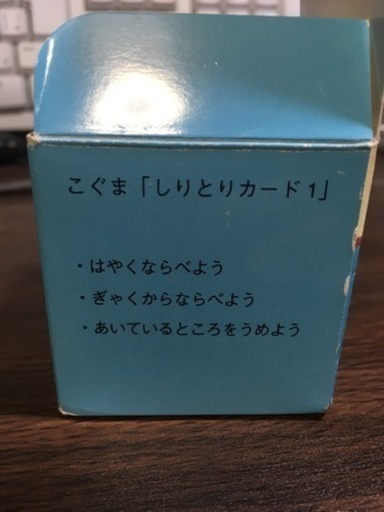 こぐま「しりとりカード1」
・はやくならべよう
・ぎゃくからならべよう
・あいているところをうめよう